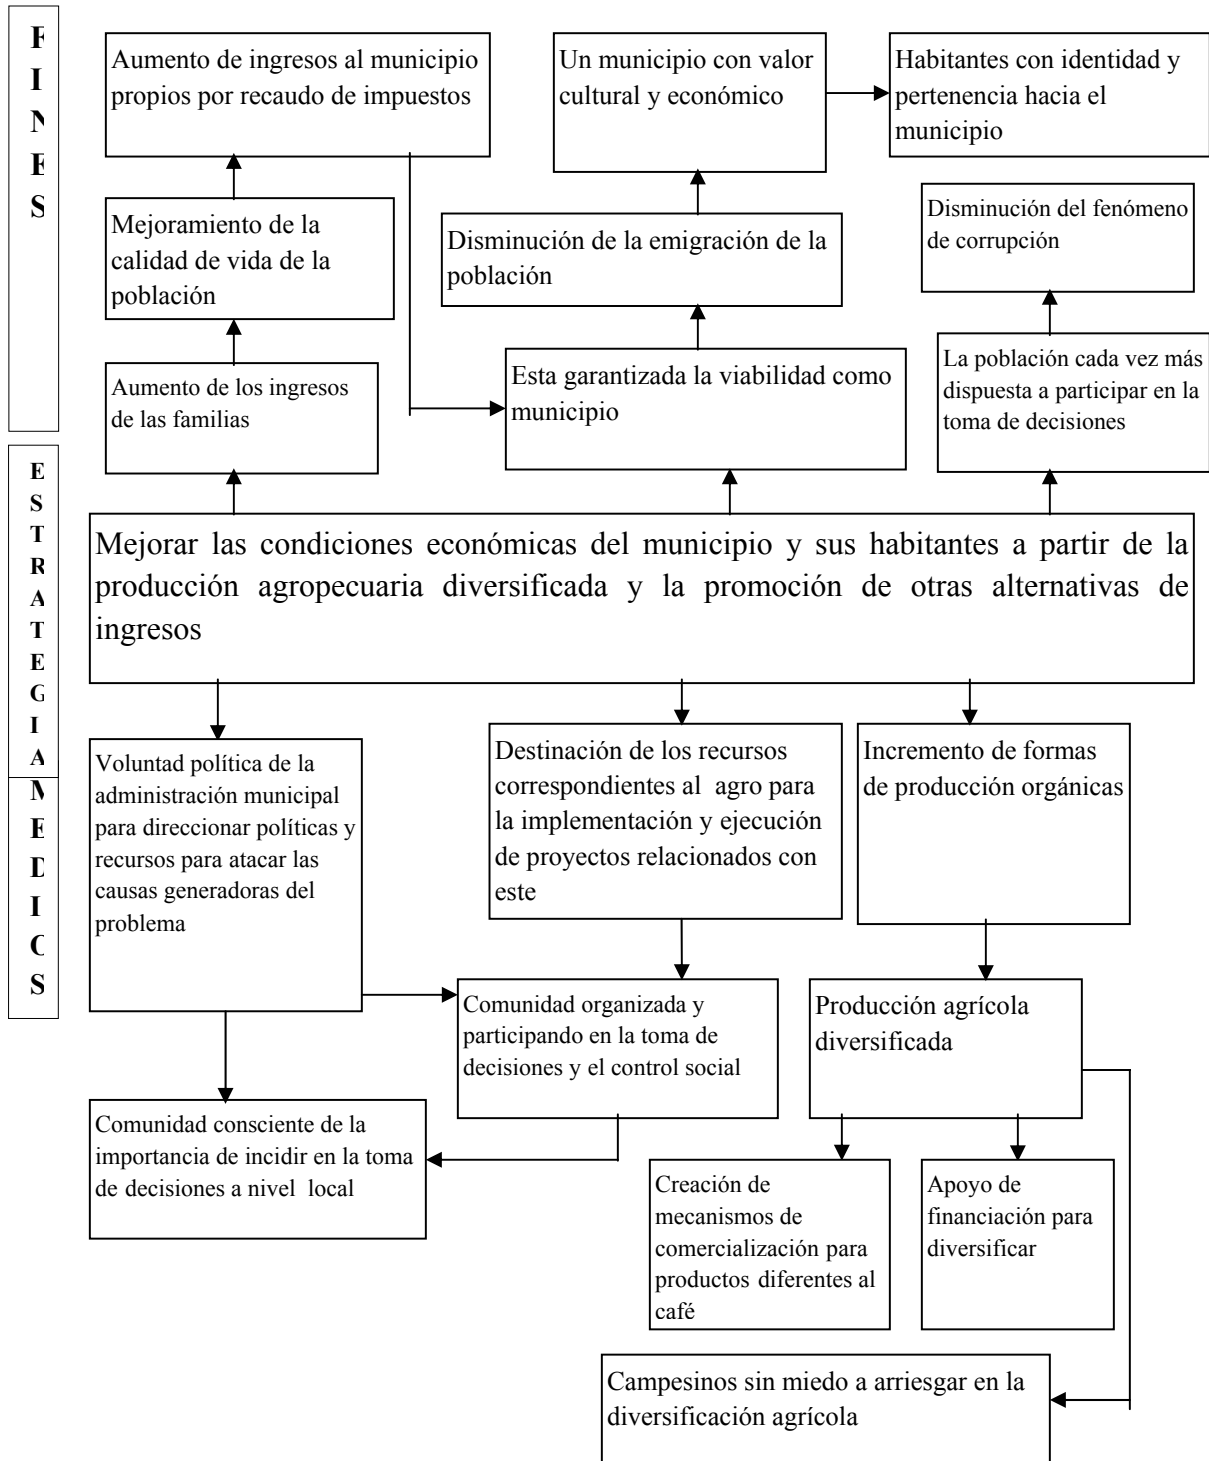 F
I
N
E
S
Aumento de ingresos al municipio
propios por recaudo de impuestos
Un municipio con valor
cultural y económico
Habitantes con identidad y
pertenencia hacia el
municipio
Mejoramiento de la
calidad de vida de la
población
Disminución de la emigración de la
población
Disminución del fenómeno
de corrupción
Aumento de los ingresos
de las familias
Esta garantizada la viabilidad como
municipio
La población cada vez más
dispuesta a participar en la
toma de decisiones
E
S
T
R
A
T
E
G
I
A
Mejorar las condiciones económicas del municipio y sus habitantes a partir de la
producción agropecuaria diversificada y la promoción de otras alternativas de
ingresos
M
E
D
I
O
S
Voluntad política de la
administración municipal
para direccionar políticas y
recursos para atacar las
causas generadoras del
problema
Destinación de los recursos
correspondientes al  agro para
la implementación y ejecución
de proyectos relacionados con
este
Incremento de formas
de producción orgánicas
Comunidad organizada y
participando en la toma de
decisiones y el control social
Producción agrícola
diversificada
Comunidad consciente de la
importancia de incidir en la toma
de decisiones a nivel  local
Creación de
mecanismos de
comercialización para
productos diferentes al
café
Apoyo de
financiación para
diversificar
Campesinos sin miedo a arriesgar en la
diversificación agrícola